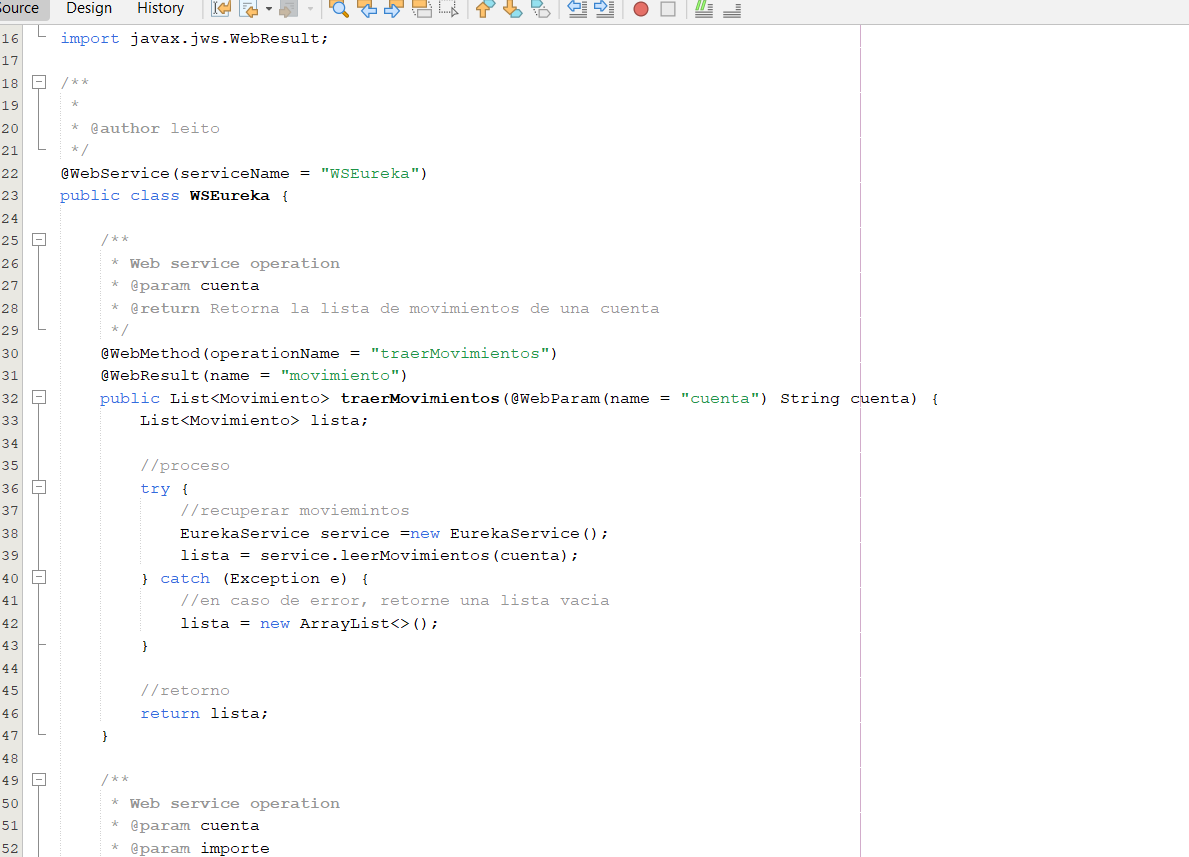 Source Design History
16 import javax.jws.WebResult;
17
18 /**
19 *
20 * @author leito
21 */
22 @WebService(serviceName = "WSEureka")
23 public class WSEureka {
24
25 /**
26 * Web service operation
27 * @param cuenta
28 * @return Retorna la lista de movimientos de una cuenta
29 */
30 @WebMethod(operationName = "traerMovimientos")
31 @WebResult(name = "movimiento")
32 public List<Movimiento> traerMovimientos(@WebParam(name = "cuenta") String cuenta) {
33 List<Movimiento> lista;
34
35 //proceso
36 try {
37 //recuperar moviemintos
38 EurekaService service =new EurekaService();
39 lista = service.leerMovimientos(cuenta);
40 } catch (Exception e) {
41 //en caso de error, retorne una lista vacia
42 lista = new ArrayList<>();
43 }
44
45 //retorno
46 return lista;
47 }
48
49 /**
50 * Web service operation
51 * @param cuenta
52 * @param importe